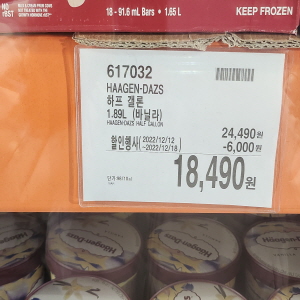 18 - 91.6 mL Bars • 1.65 L
KEEP FROZEN
617032
HAAGEN-DAZS
하프 갤론
1.89L (바닐라)
HAAGEN-DAZS HALF GALLON
24,490원
할인행사(2022/12/12
~2022/12/18)
-6,000원
18,490원
Häagen-Dazs